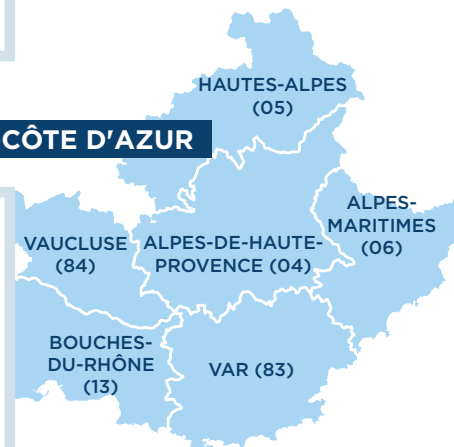 HAUTES-ALPES
(05)
CÔTE D'AZUR
ALPES-
MARITIMES
(06)
VAUCLUSE
(84)
ALPES-DE-HAUTE-
PROVENCE (04)
BOUCHES-
DU-RHÔNE
(13)
VAR (83)